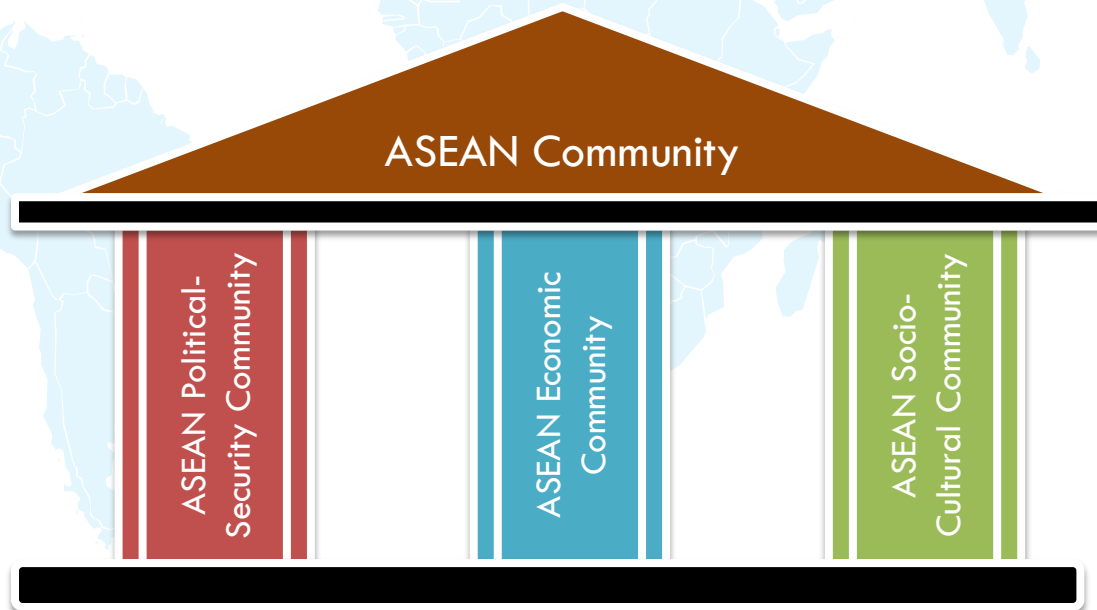 ASEAN Community
ASEAN Political-
Security Community
ASEAN Economic
Community
ASEAN Socio-
Cultural Community